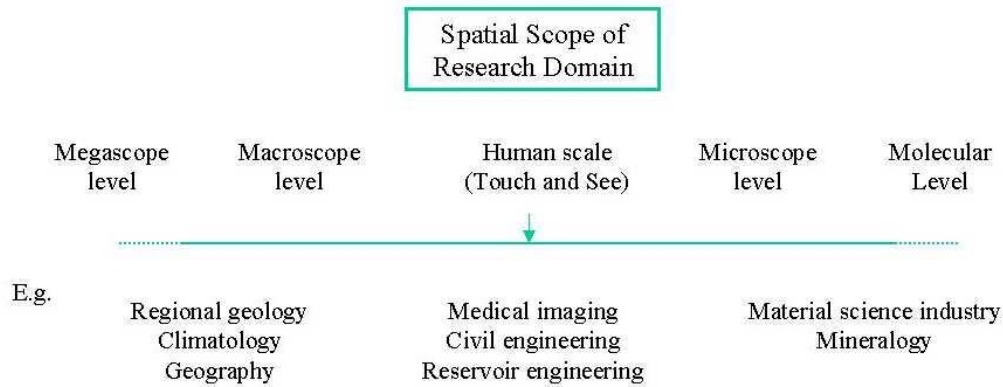 Spatial Scope of
Research Domain
Megascope
level
Macroscope
level
Human scale
(Touch and See)
Microscope
level
Molecular
Level
E.g.
Regional geology
Climatology
Geography
Medical imaging
Civil engineering
Reservoir engineering
Material science industry
Mineralogy